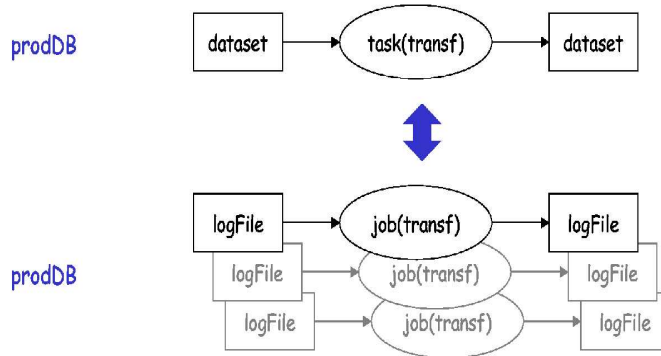 prodDB dataset task(transf) dataset
logFile job(transf) logFile
prodDB logFile job(transf) logFile
logFile job(transf) logFile